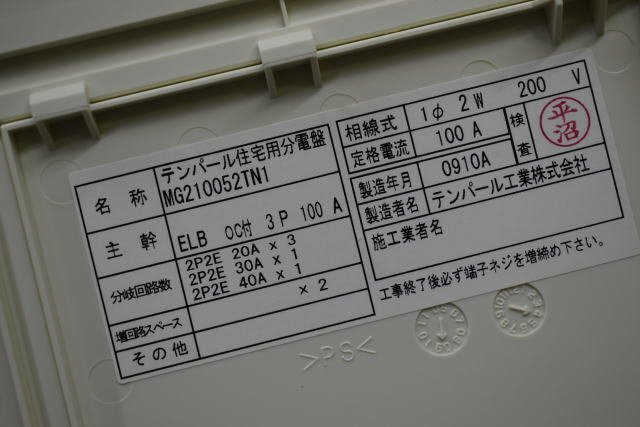 名称 テンパール住宅用分電盤
MG210052TN1
主幹 ELB OC付 3P 100 A
分岐回路数 2P2E 20A × 3
2P2E 30A × 1
2P2E 40A × 1
増回路スペース × 2
その他
相線式 1φ 2W 200 V
定格電流 100 A
検査 平沼
製造年月 0910A
製造者名 テンパール工業株式会社
施工業者名
工事終了後必ず端子ネジを増締め下さい。
>PS<